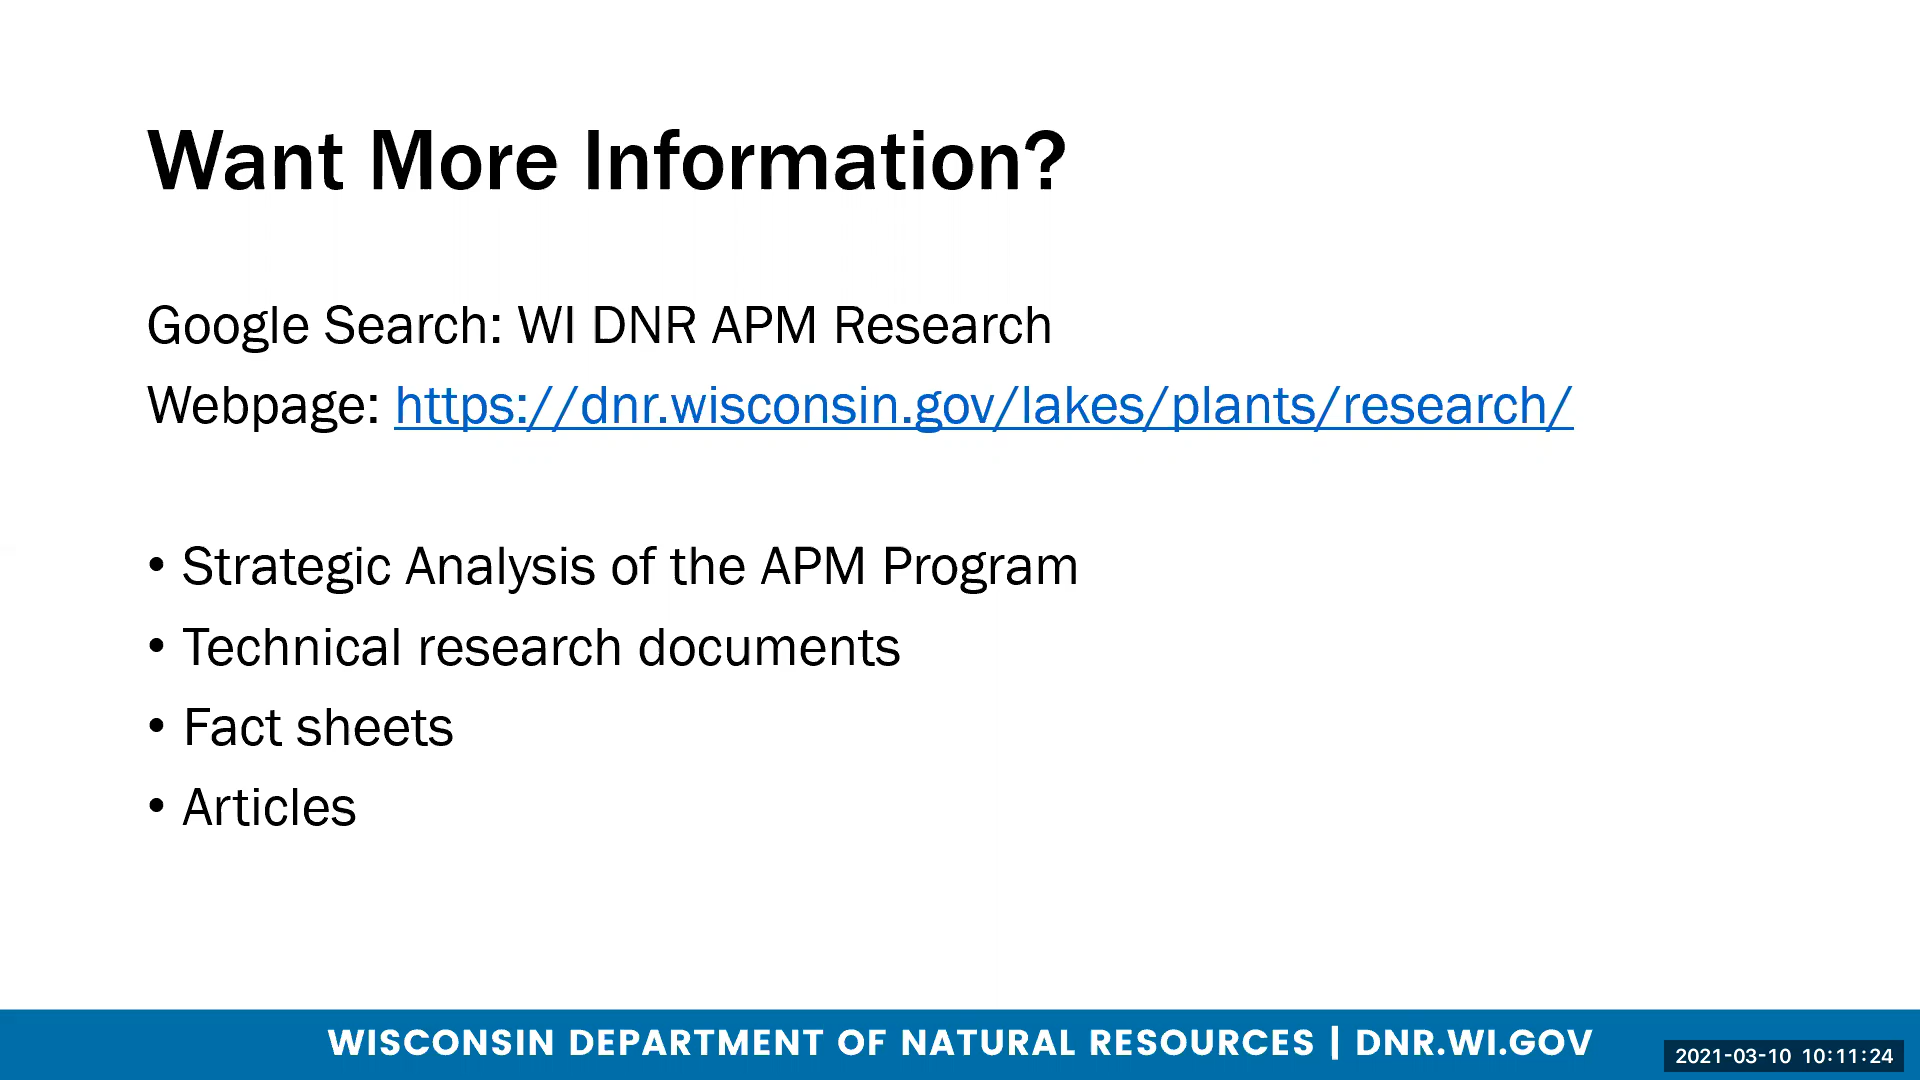 Want More Information?
Google Search: WI DNR APM Research
Webpage: https://dnr.wisconsin.gov/lakes/plants/research/
• Strategic Analysis of the APM Program
• Technical research documents
• Fact sheets
• Articles
WISCONSIN DEPARTMENT OF NATURAL RESOURCES | DNR.WI.GOV
2021-03-10 10:11:24